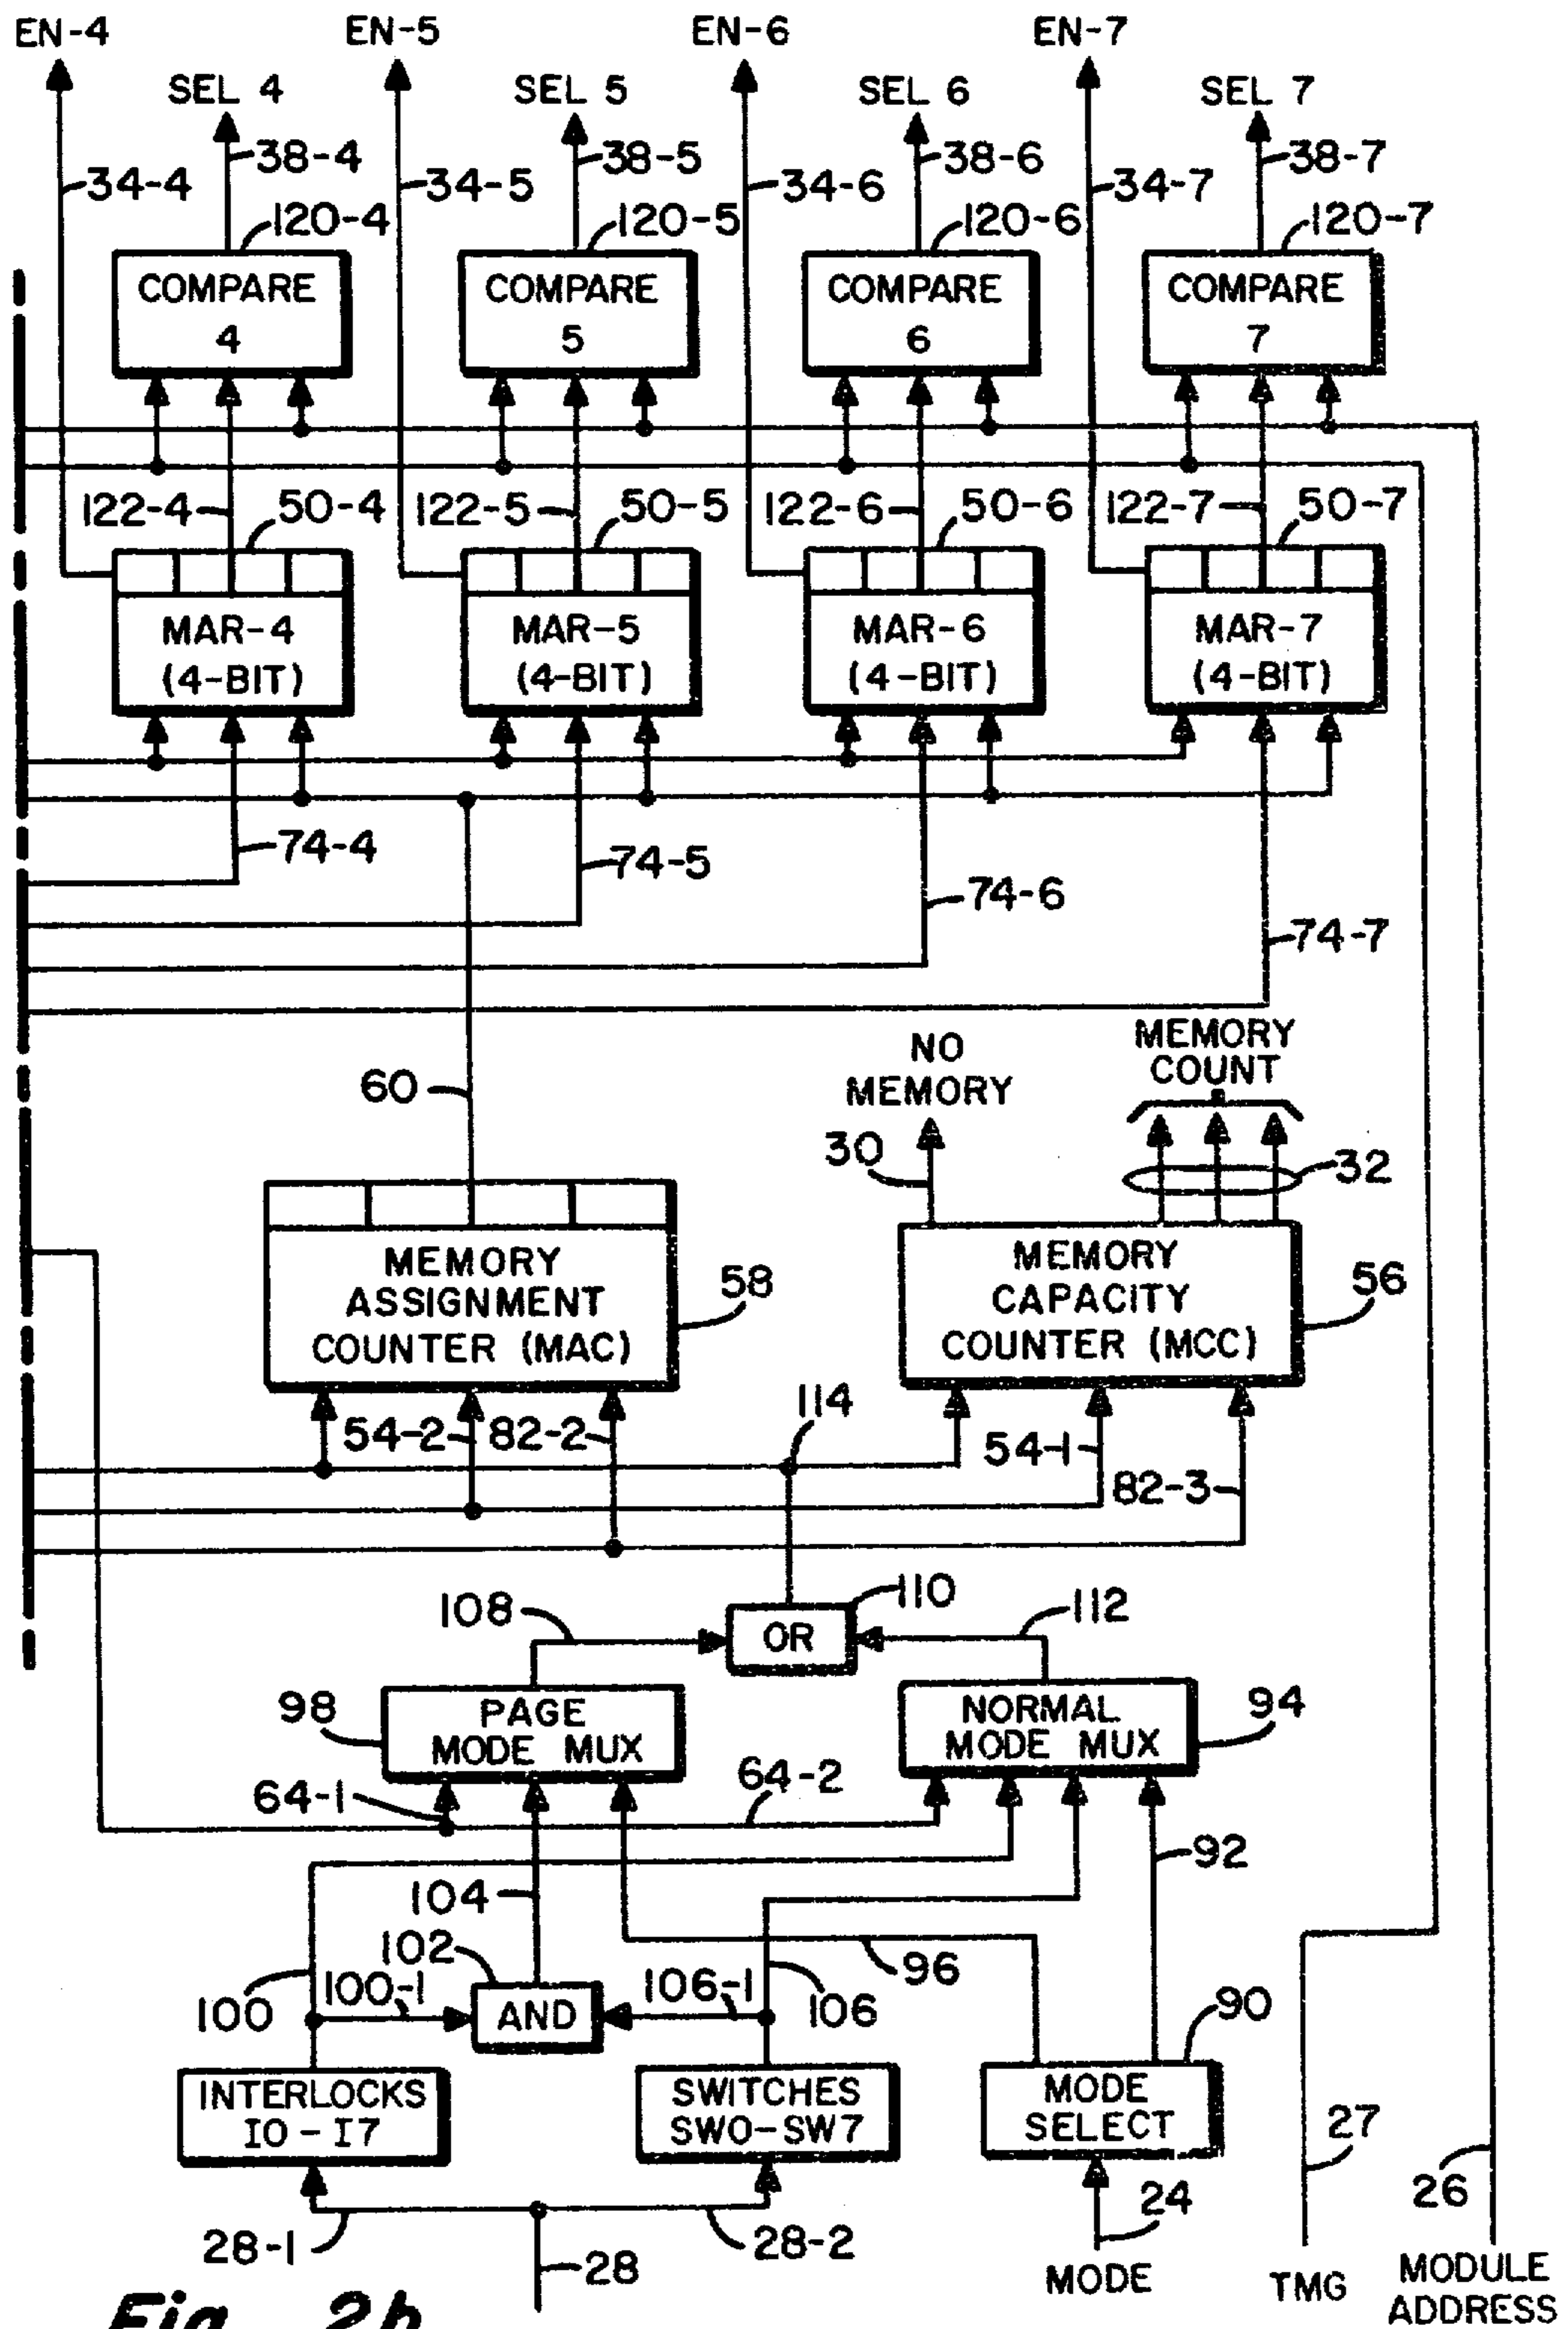 EN-4 EN-5 EN-6 EN-7
SEL 4 SEL 5 SEL 6 SEL 7
38-4 38-5 38-6 38-7
34-4 34-5 34-6 34-7
120-4 120-5 120-6 120-7
COMPARE COMPARE COMPARE COMPARE
4 5 6 7
122-4 50-4 122-5 50-5 122-6 50-6 122-7 50-7
MAR-4 MAR-5 MAR-6 MAR-7
(4-BIT) (4-BIT) (4-BIT) (4-BIT)
74-4
74-5
74-6
74-7
NO
MEMORY
MEMORY
COUNT
60
30
32
MEMORY
ASSIGNMENT
COUNTER (MAC)
58
MEMORY
CAPACITY
COUNTER (MCC)
56
114
54-2 82-2
54-1
82-3
108
110
OR
112
98
PAGE
MODE MUX
NORMAL
MODE MUX
94
64-1
64-2
92
104
102
100-1
100
AND
106-1
106
96
90
INTERLOCKS
I0-I7
SWITCHES
SW0-SW7
MODE
SELECT
27
26
28-1
28
28-2
24
MODE
TMG
MODULE
ADDRESS
Fig. 2b